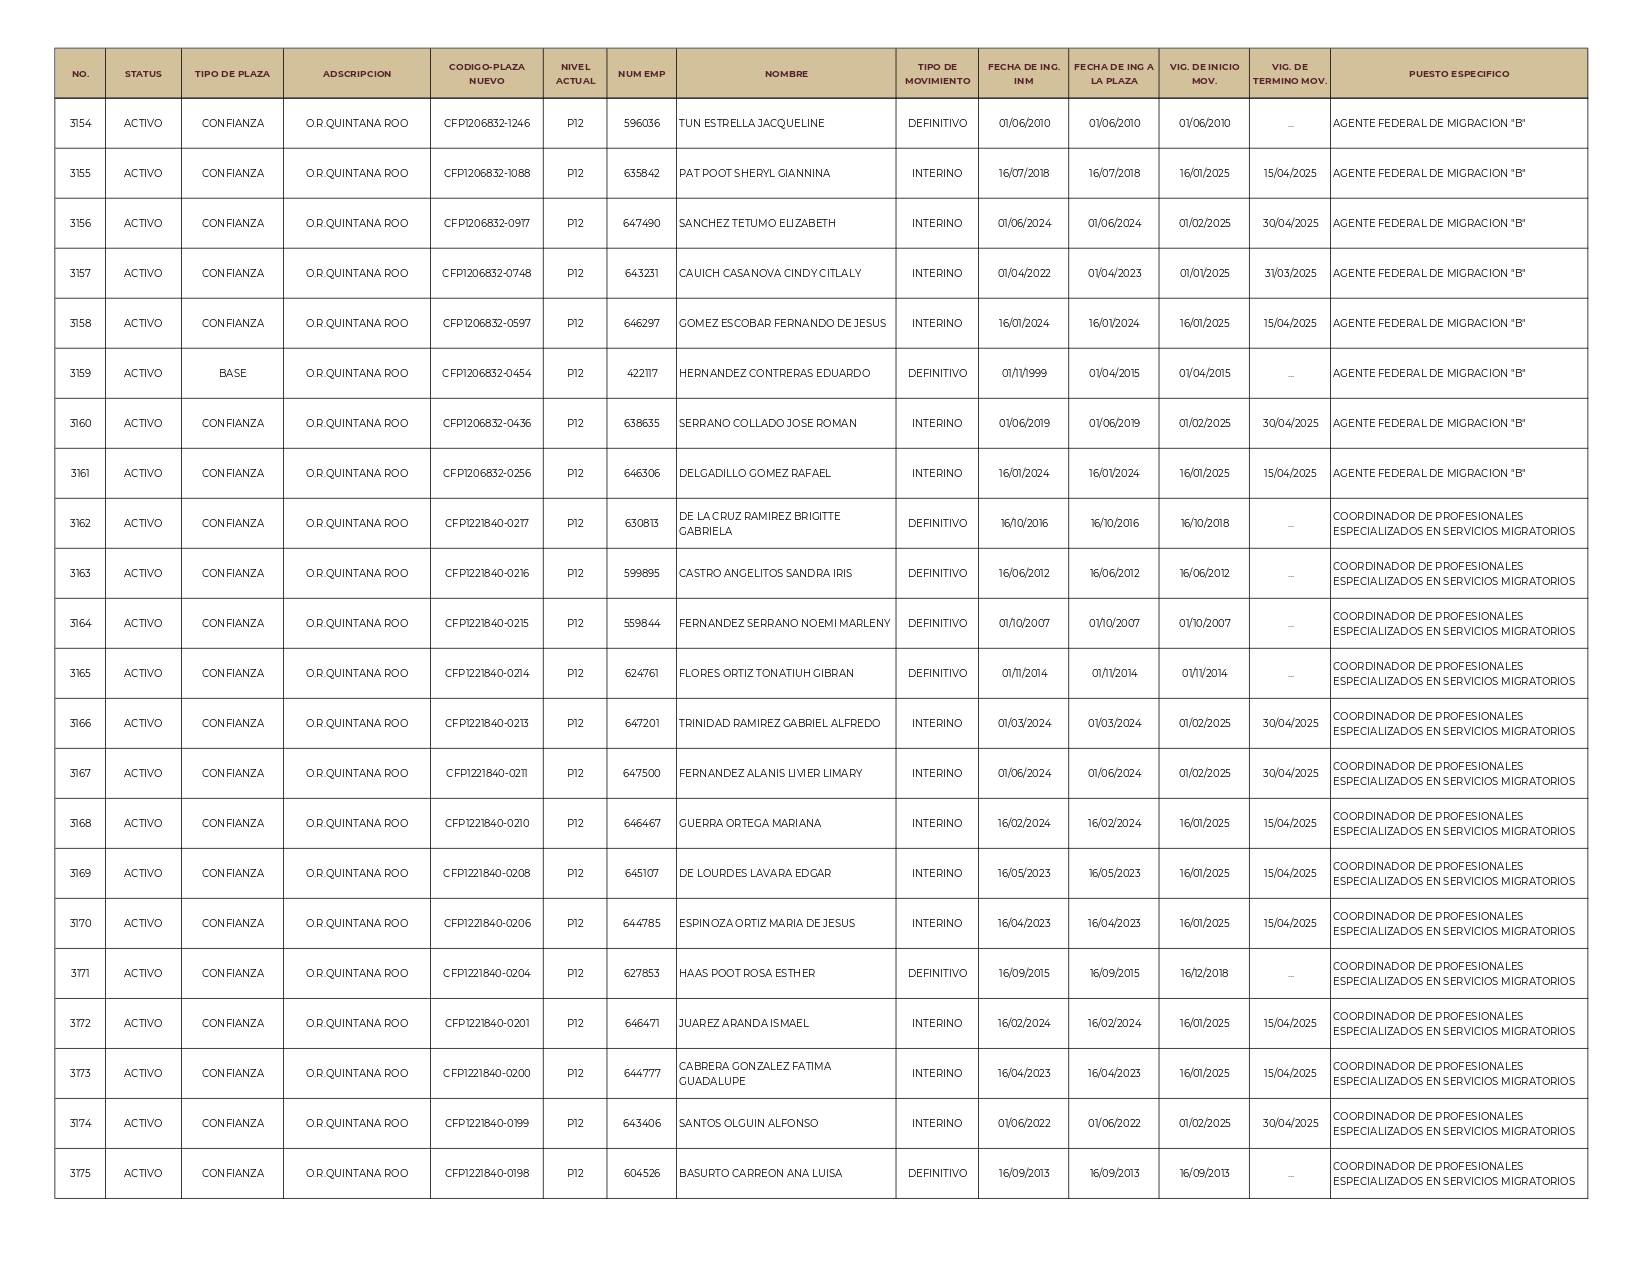 NO. STATUS TIPO DE PLAZA ADSCRIPCION CODIGO-PLAZA NUEVO NIVEL ACTUAL NUM EMP NOMBRE TIPO DE MOVIMIENTO FECHA DE ING. INM FECHA DE ING A LA PLAZA VIG. DE INICIO MOV. VIG. DE TERMINO MOV. PUESTO ESPECIFICO
3154 ACTIVO CONFIANZA O.R.QUINTANA ROO CFP1206832-1246 P12 596036 TUN ESTRELLA JACQUELINE DEFINITIVO 01/06/2010 01/06/2010 01/06/2010 ... AGENTE FEDERAL DE MIGRACION "B"
3155 ACTIVO CONFIANZA O.R.QUINTANA ROO CFP1206832-1088 P12 635842 PAT POOT SHERYL GIANNINA INTERINO 16/07/2018 16/07/2018 16/01/2025 15/04/2025 AGENTE FEDERAL DE MIGRACION "B"
3156 ACTIVO CONFIANZA O.R.QUINTANA ROO CFP1206832-0917 P12 647490 SANCHEZ TETUMO ELIZABETH INTERINO 01/06/2024 01/06/2024 01/02/2025 30/04/2025 AGENTE FEDERAL DE MIGRACION "B"
3157 ACTIVO CONFIANZA O.R.QUINTANA ROO CFP1206832-0748 P12 643231 CAUICH CASANOVA CINDY CITLALY INTERINO 01/04/2022 01/04/2023 01/01/2025 31/03/2025 AGENTE FEDERAL DE MIGRACION "B"
3158 ACTIVO CONFIANZA O.R.QUINTANA ROO CFP1206832-0597 P12 646297 GOMEZ ESCOBAR FERNANDO DE JESUS INTERINO 16/01/2024 16/01/2024 16/01/2025 15/04/2025 AGENTE FEDERAL DE MIGRACION "B"
3159 ACTIVO BASE O.R.QUINTANA ROO CFP1206832-0454 P12 422117 HERNANDEZ CONTRERAS EDUARDO DEFINITIVO 01/11/1999 01/04/2015 01/04/2015 ... AGENTE FEDERAL DE MIGRACION "B"
3160 ACTIVO CONFIANZA O.R.QUINTANA ROO CFP1206832-0436 P12 638635 SERRANO COLLADO JOSE ROMAN INTERINO 01/06/2019 01/06/2019 01/02/2025 30/04/2025 AGENTE FEDERAL DE MIGRACION "B"
3161 ACTIVO CONFIANZA O.R.QUINTANA ROO CFP1206832-0256 P12 646306 DELGADILLO GOMEZ RAFAEL INTERINO 16/01/2024 16/01/2024 16/01/2025 15/04/2025 AGENTE FEDERAL DE MIGRACION "B"
3162 ACTIVO CONFIANZA O.R.QUINTANA ROO CFP1221840-0217 P12 630813 DE LA CRUZ RAMIREZ BRIGITTE GABRIELA DEFINITIVO 16/10/2016 16/10/2016 16/10/2018 ... COORDINADOR DE PROFESIONALES ESPECIALIZADOS EN SERVICIOS MIGRATORIOS
3163 ACTIVO CONFIANZA O.R.QUINTANA ROO CFP1221840-0216 P12 599895 CASTRO ANGELITOS SANDRA IRIS DEFINITIVO 16/06/2012 16/06/2012 16/06/2012 ... COORDINADOR DE PROFESIONALES ESPECIALIZADOS EN SERVICIOS MIGRATORIOS
3164 ACTIVO CONFIANZA O.R.QUINTANA ROO CFP1221840-0215 P12 559844 FERNANDEZ SERRANO NOEMI MARLENY DEFINITIVO 01/10/2007 01/10/2007 01/10/2007 ... COORDINADOR DE PROFESIONALES ESPECIALIZADOS EN SERVICIOS MIGRATORIOS
3165 ACTIVO CONFIANZA O.R.QUINTANA ROO CFP1221840-0214 P12 624761 FLORES ORTIZ TONATIUH GIBRAN DEFINITIVO 01/11/2014 01/11/2014 01/11/2014 ... COORDINADOR DE PROFESIONALES ESPECIALIZADOS EN SERVICIOS MIGRATORIOS
3166 ACTIVO CONFIANZA O.R.QUINTANA ROO CFP1221840-0213 P12 647201 TRINIDAD RAMIREZ GABRIEL ALFREDO INTERINO 01/03/2024 01/03/2024 01/02/2025 30/04/2025 COORDINADOR DE PROFESIONALES ESPECIALIZADOS EN SERVICIOS MIGRATORIOS
3167 ACTIVO CONFIANZA O.R.QUINTANA ROO CFP1221840-0211 P12 647500 FERNANDEZ ALANIS LIVIER LIMARY INTERINO 01/06/2024 01/06/2024 01/02/2025 30/04/2025 COORDINADOR DE PROFESIONALES ESPECIALIZADOS EN SERVICIOS MIGRATORIOS
3168 ACTIVO CONFIANZA O.R.QUINTANA ROO CFP1221840-0210 P12 646467 GUERRA ORTEGA MARIANA INTERINO 16/02/2024 16/02/2024 16/01/2025 15/04/2025 COORDINADOR DE PROFESIONALES ESPECIALIZADOS EN SERVICIOS MIGRATORIOS
3169 ACTIVO CONFIANZA O.R.QUINTANA ROO CFP1221840-0208 P12 645107 DE LOURDES LAVARA EDGAR INTERINO 16/05/2023 16/05/2023 16/01/2025 15/04/2025 COORDINADOR DE PROFESIONALES ESPECIALIZADOS EN SERVICIOS MIGRATORIOS
3170 ACTIVO CONFIANZA O.R.QUINTANA ROO CFP1221840-0206 P12 644785 ESPINOZA ORTIZ MARIA DE JESUS INTERINO 16/04/2023 16/04/2023 16/01/2025 15/04/2025 COORDINADOR DE PROFESIONALES ESPECIALIZADOS EN SERVICIOS MIGRATORIOS
3171 ACTIVO CONFIANZA O.R.QUINTANA ROO CFP1221840-0204 P12 627853 HAAS POOT ROSA ESTHER DEFINITIVO 16/09/2015 16/09/2015 16/12/2018 ... COORDINADOR DE PROFESIONALES ESPECIALIZADOS EN SERVICIOS MIGRATORIOS
3172 ACTIVO CONFIANZA O.R.QUINTANA ROO CFP1221840-0201 P12 646471 JUAREZ ARANDA ISMAEL INTERINO 16/02/2024 16/02/2024 16/01/2025 15/04/2025 COORDINADOR DE PROFESIONALES ESPECIALIZADOS EN SERVICIOS MIGRATORIOS
3173 ACTIVO CONFIANZA O.R.QUINTANA ROO CFP1221840-0200 P12 644777 CABRERA GONZALEZ FATIMA GUADALUPE INTERINO 16/04/2023 16/04/2023 16/01/2025 15/04/2025 COORDINADOR DE PROFESIONALES ESPECIALIZADOS EN SERVICIOS MIGRATORIOS
3174 ACTIVO CONFIANZA O.R.QUINTANA ROO CFP1221840-0199 P12 643406 SANTOS OLGUIN ALFONSO INTERINO 01/06/2022 01/06/2022 01/02/2025 30/04/2025 COORDINADOR DE PROFESIONALES ESPECIALIZADOS EN SERVICIOS MIGRATORIOS
3175 ACTIVO CONFIANZA O.R.QUINTANA ROO CFP1221840-0198 P12 604526 BASURTO CARREON ANA LUISA DEFINITIVO 16/09/2013 16/09/2013 16/09/2013 ... COORDINADOR DE PROFESIONALES ESPECIALIZADOS EN SERVICIOS MIGRATORIOS